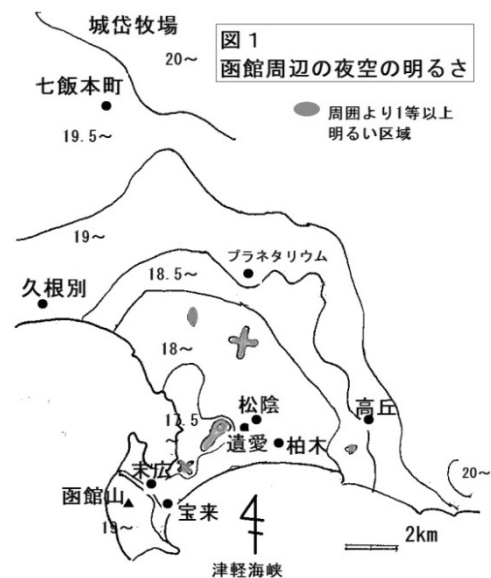 城岱牧場
20～
図1
函館周辺の夜空の明るさ
七飯本町
周囲より1等以上
明るい区域
19.5～
19～
プラネタリウム
18.5～
久根別
18～
17.5
～
松陰
高丘
遺愛
柏木
末広
20～
函館山
宝来
19～
2km
津軽海峡